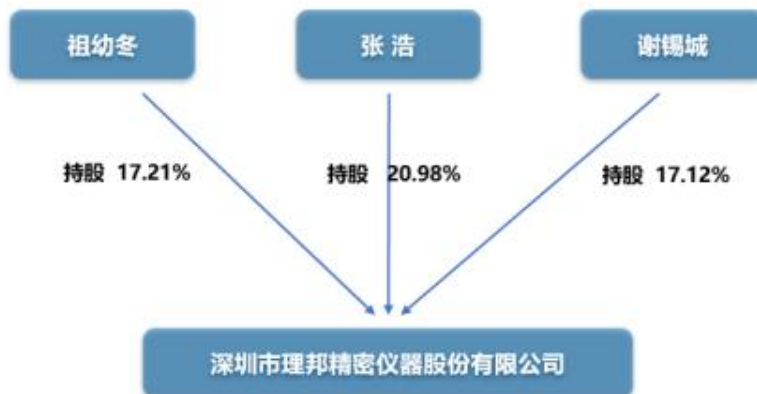 祖幼冬
张 浩
谢锡城
持股 17.21%
持股 20.98%
持股 17.12%
深圳市理邦精密仪器股份有限公司